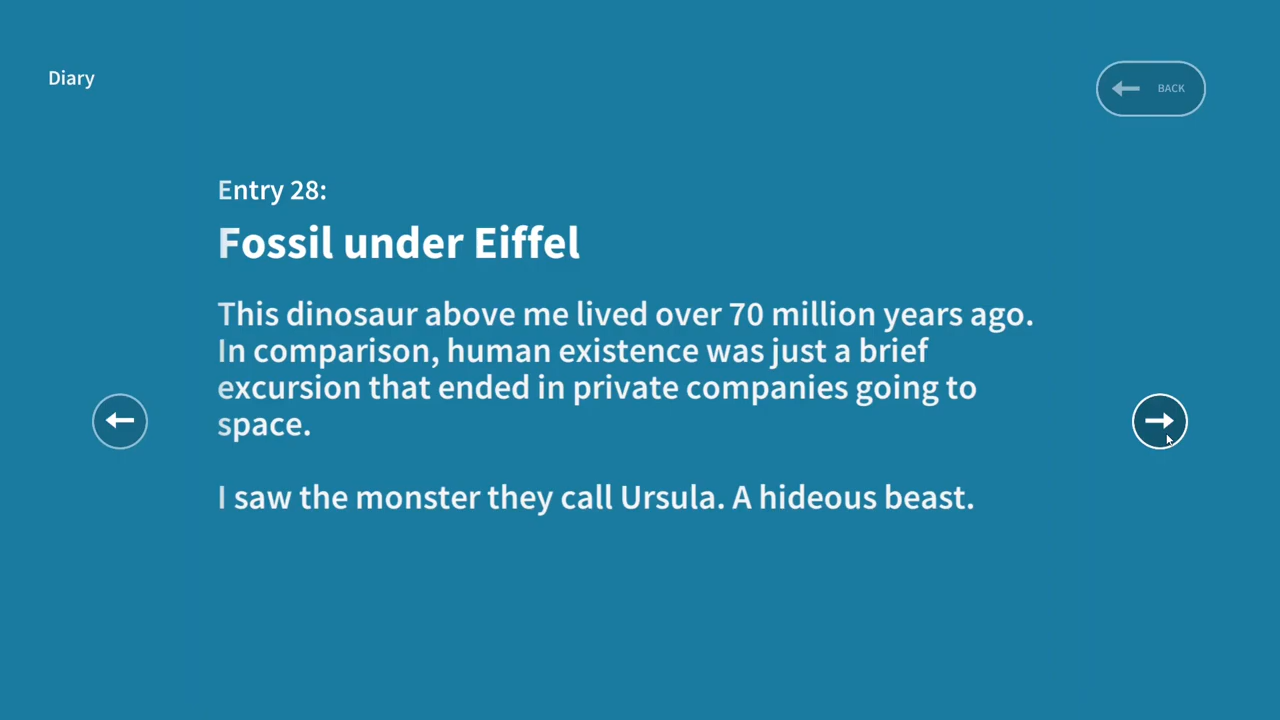 Diary
BACK
Entry 28:
Fossil under Eiffel
This dinosaur above me lived over 70 million years ago.
In comparison, human existence was just a brief
excursion that ended in private companies going to
space.
I saw the monster they call Ursula. A hideous beast.